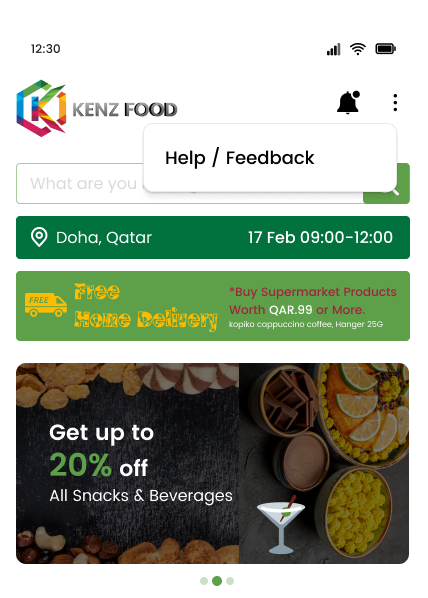 12:30
KENZ FOOD
Help / Feedback
What are you
Doha, Qatar
17 Feb 09:00-12:00
FREE
Free
Home Delivery
*Buy Supermarket Products
Worth QAR.99 or More.
kopiko cappuccino coffee, Hanger 25G
Get up to
20% off
All Snacks & Beverages